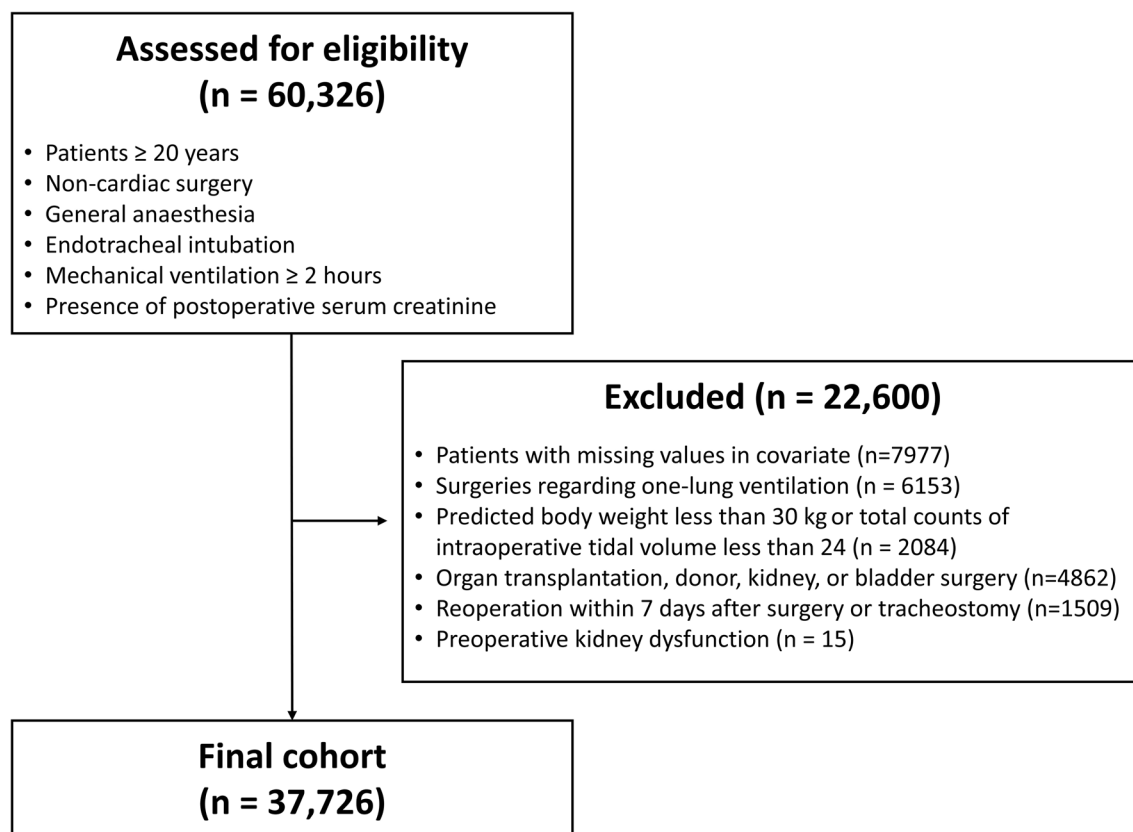 Assessed for eligibility
(n = 60,326)
• Patients ≥ 20 years
• Non-cardiac surgery
• General anaesthesia
• Endotracheal intubation
• Mechanical ventilation ≥ 2 hours
• Presence of postoperative serum creatinine
Excluded (n = 22,600)
• Patients with missing values in covariate (n=7977)
• Surgeries regarding one-lung ventilation (n = 6153)
• Predicted body weight less than 30 kg or total counts of
intraoperative tidal volume less than 24 (n = 2084)
• Organ transplantation, donor, kidney, or bladder surgery (n=4862)
• Reoperation within 7 days after surgery or tracheostomy (n=1509)
• Preoperative kidney dysfunction (n = 15)
Final cohort
(n = 37,726)